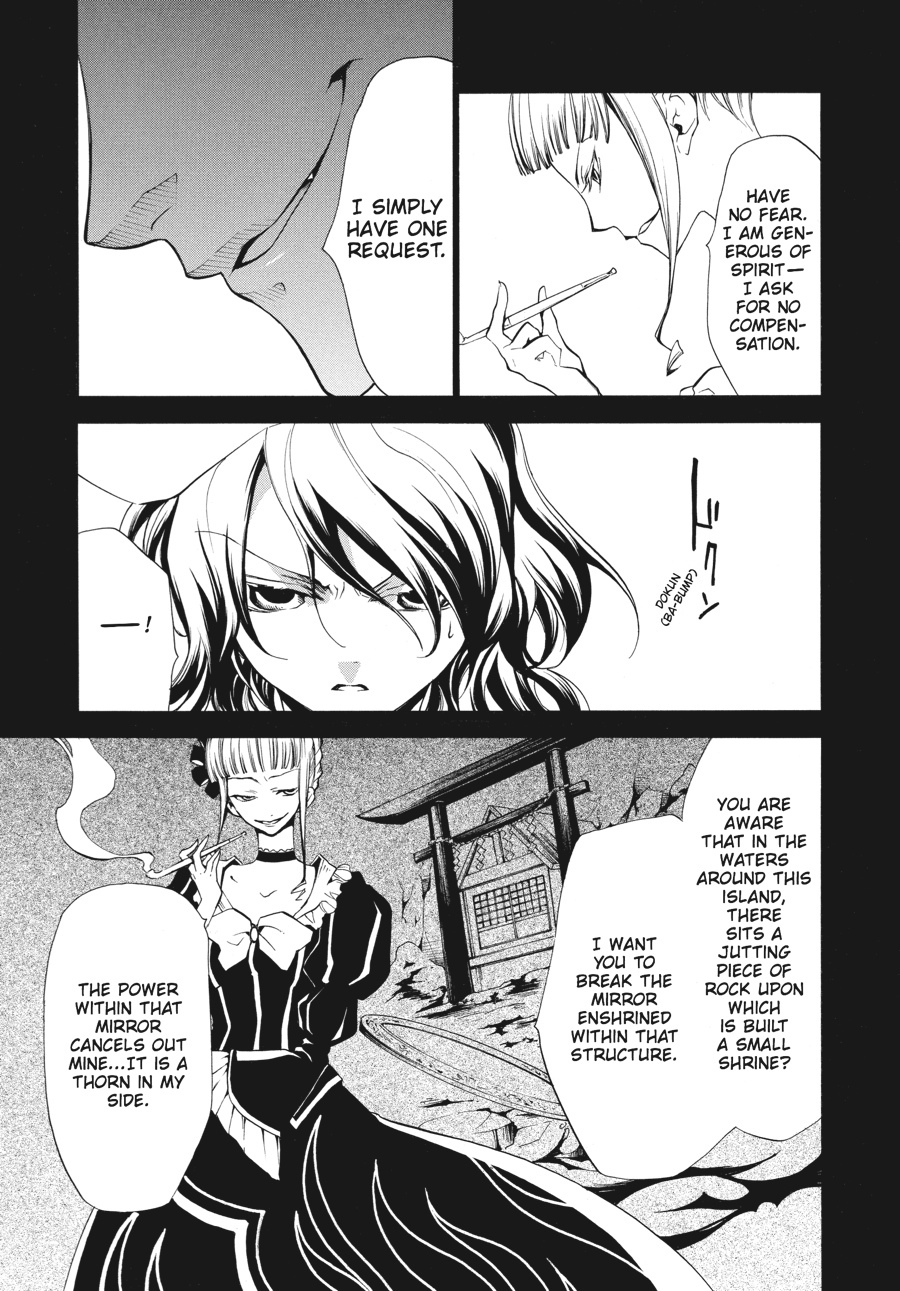 HAVE
NO FEAR.
I AM GEN-
EROUS OF
SPIRIT—
I ASK
FOR NO
COMPEN-
SATION.
I SIMPLY
HAVE ONE
REQUEST.
ドクン
DOKUN
(BA-BUMP)
—!
YOU ARE
AWARE
THAT IN THE
WATERS
AROUND THIS
ISLAND,
THERE
SITS A
JUTTING
PIECE OF
ROCK UPON
WHICH
IS BUILT
A SMALL
SHRINE?
I WANT
YOU TO
BREAK THE
MIRROR
ENSHRINED
WITHIN THAT
STRUCTURE.
THE POWER
WITHIN THAT
MIRROR
CANCELS OUT
MINE...IT IS A
THORN IN MY
SIDE.